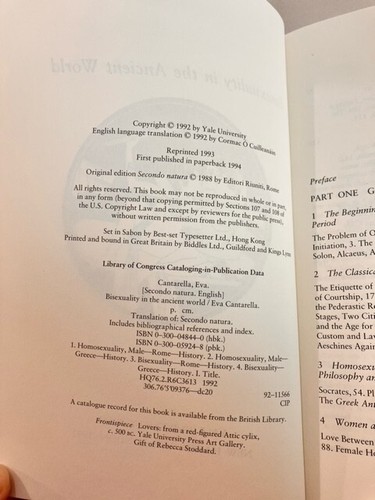 Copyright © 1992 by Yale University
English language translation © 1992 by Cormac Ó Cuilleanáin
Reprinted 1993
First published in paperback 1994
Original edition Secondo natura © 1988 by Editori Riuniti, Rome
All rights reserved. This book may not be reproduced in whole or in part,
in any form (beyond that copying permitted by Sections 107 and 108 of
the U.S. Copyright Law and except by reviewers for the public press),
without written permission from the publishers.
Set in Sabon by Best-set Typesetter Ltd., Hong Kong
Printed and bound in Great Britain by Biddles Ltd., Guildford and Kings Lynn
Library of Congress Cataloging-in-Publication Data
Cantarella, Eva.
[Secondo natura. English]
Bisexuality in the ancient world / Eva Cantarella.
p. cm.
Translation of: Secondo natura.
Includes bibliographical references and index.
ISBN 0-300-04844-0 (hbk.)
ISBN 0-300-05924-8 (pbk.)
1. Homosexuality, Male—Rome—History. 2. Homosexuality, Male—
Greece—History. 3. Bisexuality—Rome—History. 4. Bisexuality—
Greece—History. I. Title.
HQ76.2.R6C3613 1992
306.76'5'09376—dc20 92-11566
CIP
A catalogue record for this book is available from the British Library.
Frontispiece Lovers: from a red-figured Attic cylix,
c. 500 BC. Yale University Press Art Gallery.
Gift of Rebecca Stoddard.
Preface
PART ONE G
1 The Beginnin
Period
The Problem of O
Initiation, 3. The
Solon, Alcaeus, A
2 The Classica
The Etiquette of
of Courtship, 17
the Pederastic Re
Stages, Two Citi
and the Age for
Custom and Law
Aeschines Again
3 Homosexu
Philosophy an
Socrates, 54. Pl
The Greek Ant
4 Women a
Love Between
88. Female Ho